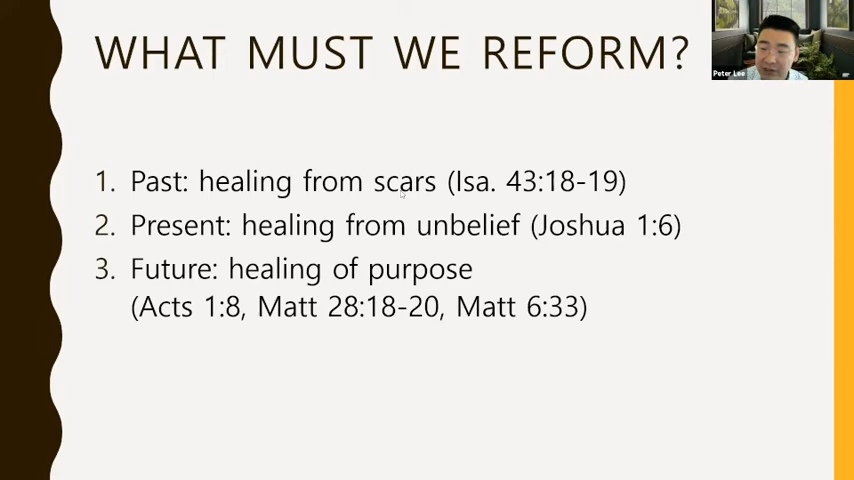 WHAT MUST WE REFORM?
Peter Lee
1. Past: healing from scars (Isa. 43:18-19)
2. Present: healing from unbelief (Joshua 1:6)
3. Future: healing of purpose
(Acts 1:8, Matt 28:18-20, Matt 6:33)